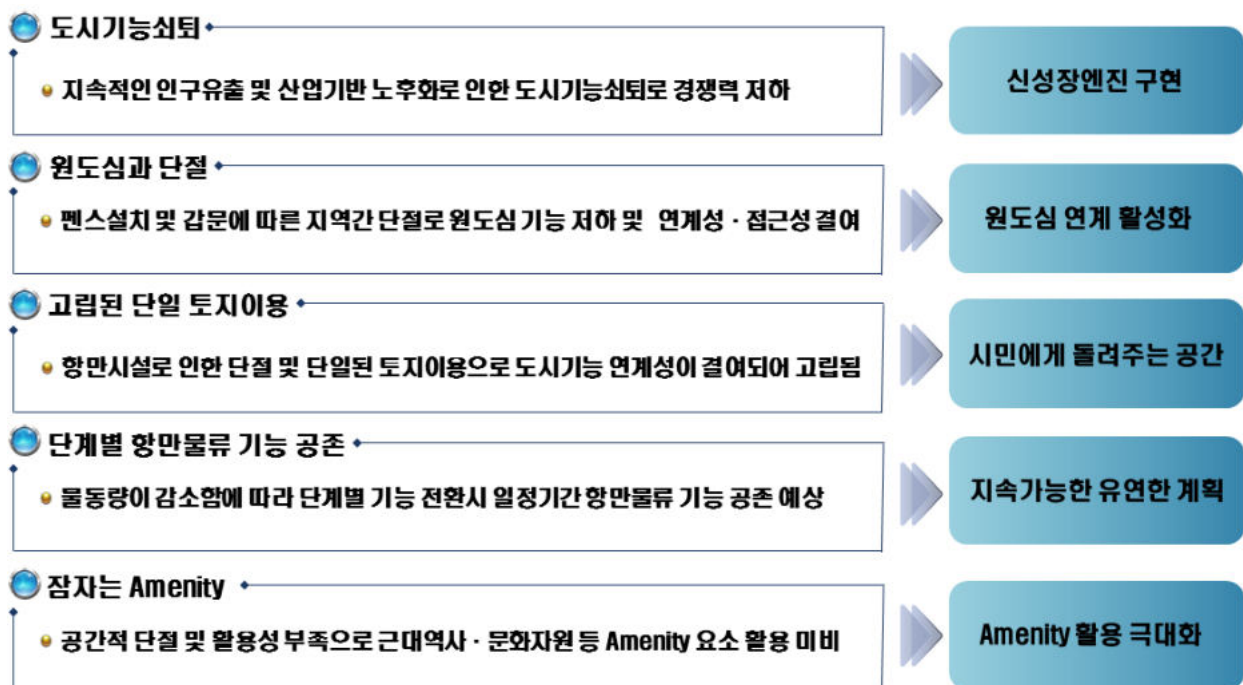 도시기능쇠퇴
지속적인 인구유출 및 산업기반 노후화로 인한 도시기능쇠퇴로 경쟁력 저하
신성장엔진 구현
원도심과 단절
펜스설치 및 갑문에 따른 지역간 단절로 원도심 기능 저하 및 연계성 · 접근성 결여
원도심 연계 활성화
고립된 단일 토지이용
항만시설로 인한 단절 및 단일된 토지이용으로 도시기능 연계성이 결여되어 고립됨
시민에게 돌려주는 공간
단계별 항만물류 기능 공존
물동량이 감소함에 따라 단계별 기능 전환시 일정기간 항만물류 기능 공존 예상
지속가능한 유연한 계획
잠자는 Amenity
공간적 단절 및 활용성 부족으로 근대역사 · 문화자원 등 Amenity 요소 활용 미비
Amenity 활용 극대화